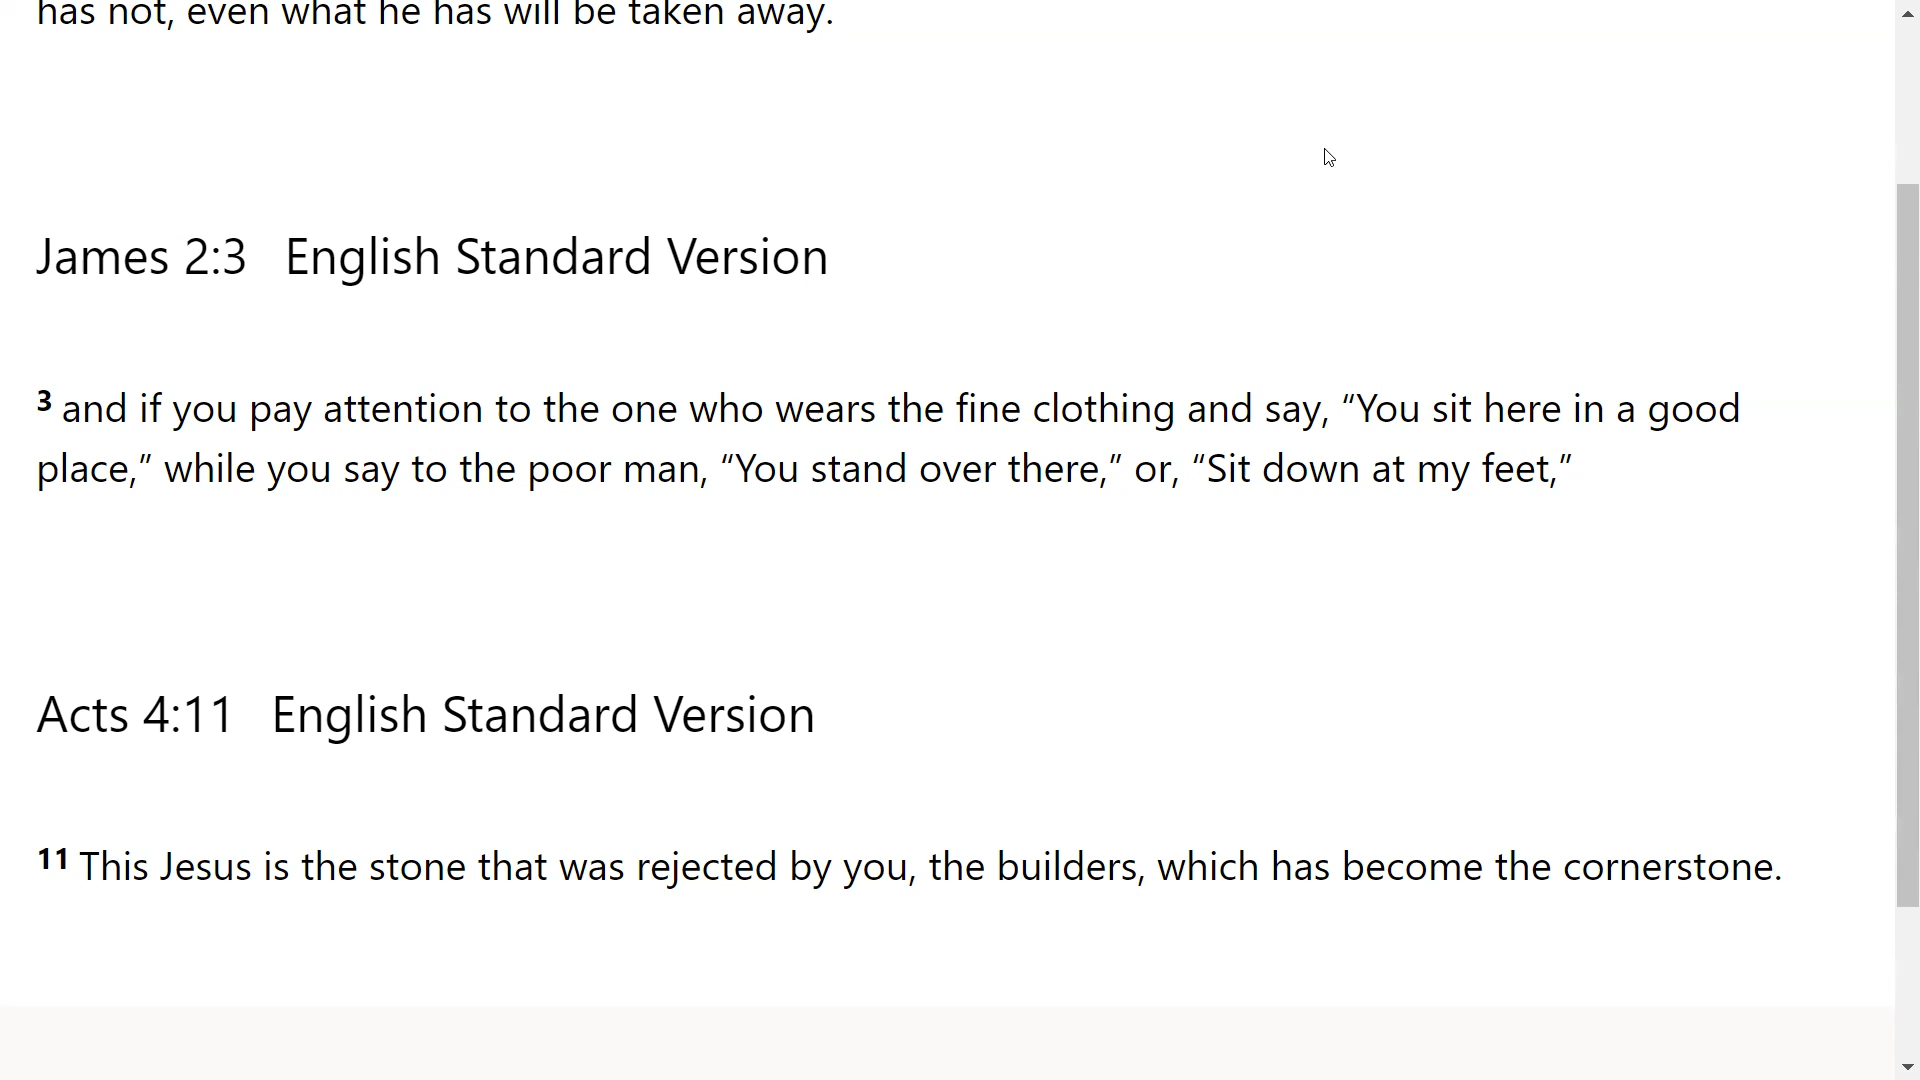 has not, even what he has will be taken away.
James 2:3 English Standard Version
3 and if you pay attention to the one who wears the fine clothing and say, “You sit here in a good
place,” while you say to the poor man, “You stand over there,” or, “Sit down at my feet,”
Acts 4:11 English Standard Version
11 This Jesus is the stone that was rejected by you, the builders, which has become the cornerstone.